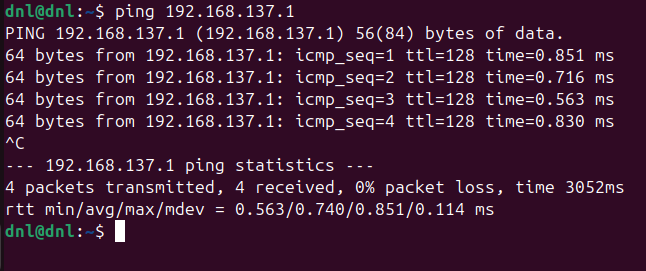 dnl@dnl:~$ ping 192.168.137.1
PING 192.168.137.1 (192.168.137.1) 56(84) bytes of data.
64 bytes from 192.168.137.1: icmp_seq=1 ttl=128 time=0.851 ms
64 bytes from 192.168.137.1: icmp_seq=2 ttl=128 time=0.716 ms
64 bytes from 192.168.137.1: icmp_seq=3 ttl=128 time=0.563 ms
64 bytes from 192.168.137.1: icmp_seq=4 ttl=128 time=0.830 ms
^C
--- 192.168.137.1 ping statistics ---
4 packets transmitted, 4 received, 0% packet loss, time 3052ms
rtt min/avg/max/mdev = 0.563/0.740/0.851/0.114 ms
dnl@dnl:~$